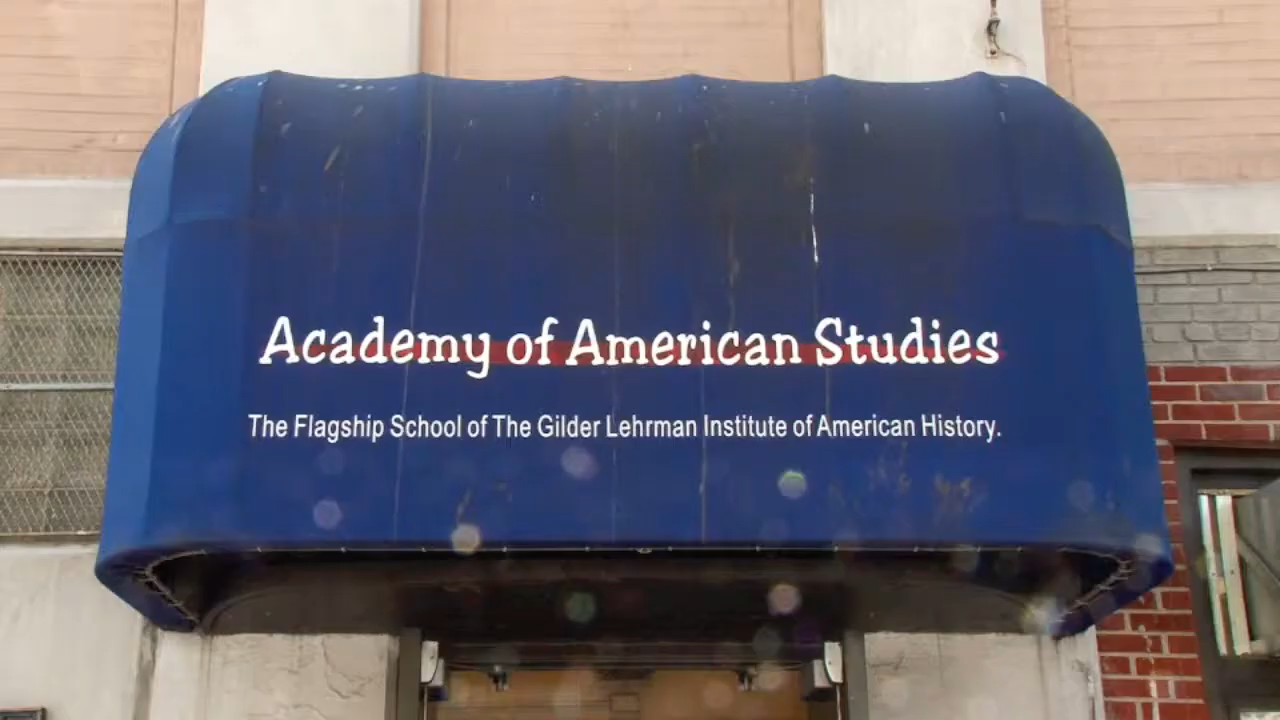 Academy of American Studies
The Flagship School of The Gilder Lehrman Institute of American History.